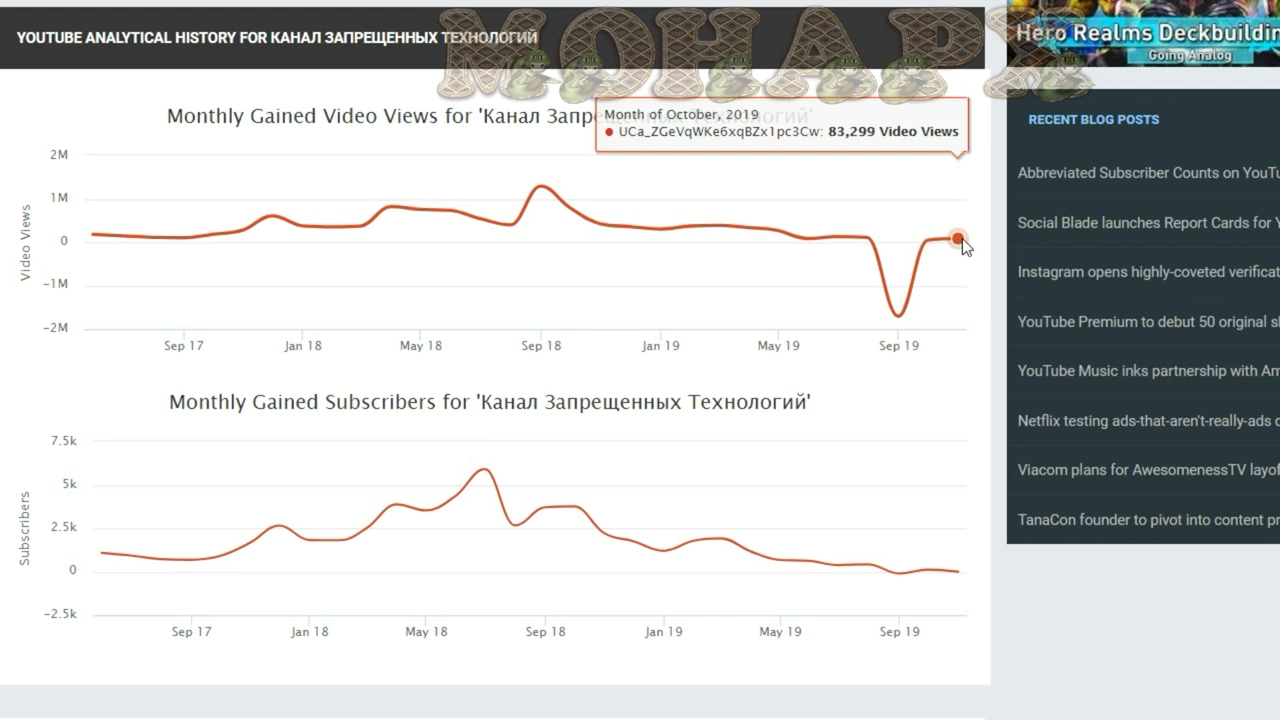 МОНАРХ
YOUTUBE ANALYTICAL HISTORY FOR КАНАЛ ЗАПРЕЩЕННЫХ ТЕХНОЛОГИЙ
Hero Realms Deckbuildin
Going Analog
Monthly Gained Video Views for 'Канал Запрещенных Технологий'
Month of October, 2019
UCa_ZGeVqWKe6xqBZx1pc3Cw: 83,299 Video Views
Video Views
2M
1M
0
−1M
−2M
Sep 17
Jan 18
May 18
Sep 18
Jan 19
May 19
Sep 19
Monthly Gained Subscribers for 'Канал Запрещенных Технологий'
Subscribers
7.5k
5k
2.5k
0
−2.5k
Sep 17
Jan 18
May 18
Sep 18
Jan 19
May 19
Sep 19
RECENT BLOG POSTS
Abbreviated Subscriber Counts on YouTu
Social Blade launches Report Cards for Y
Instagram opens highly-coveted verificat
YouTube Premium to debut 50 original s
YouTube Music inks partnership with Am
Netflix testing ads-that-aren't-really-ads
Viacom plans for AwesomenessTV layof
TanaCon founder to pivot into content pr